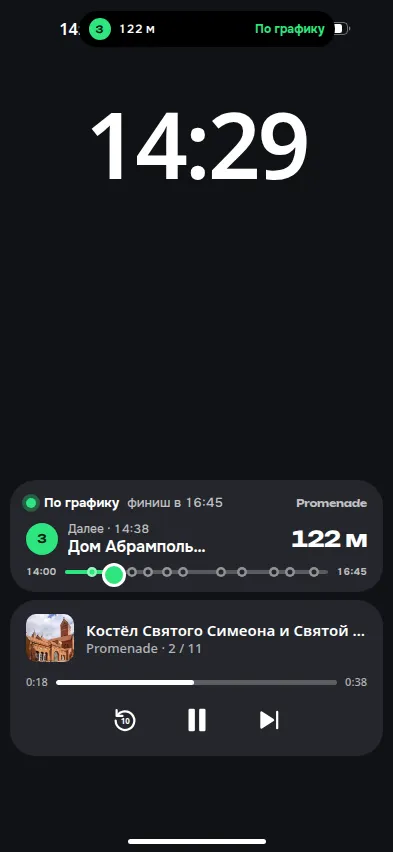 14:
3 122 м По графику
14:29
По графику финиш в 16:45 Promenade
3 Далее · 14:38
Дом Абрамполь... 122 м
14:00 16:45
Костёл Святого Симеона и Святой ...
Promenade · 2 / 11
0:18 0:38
10